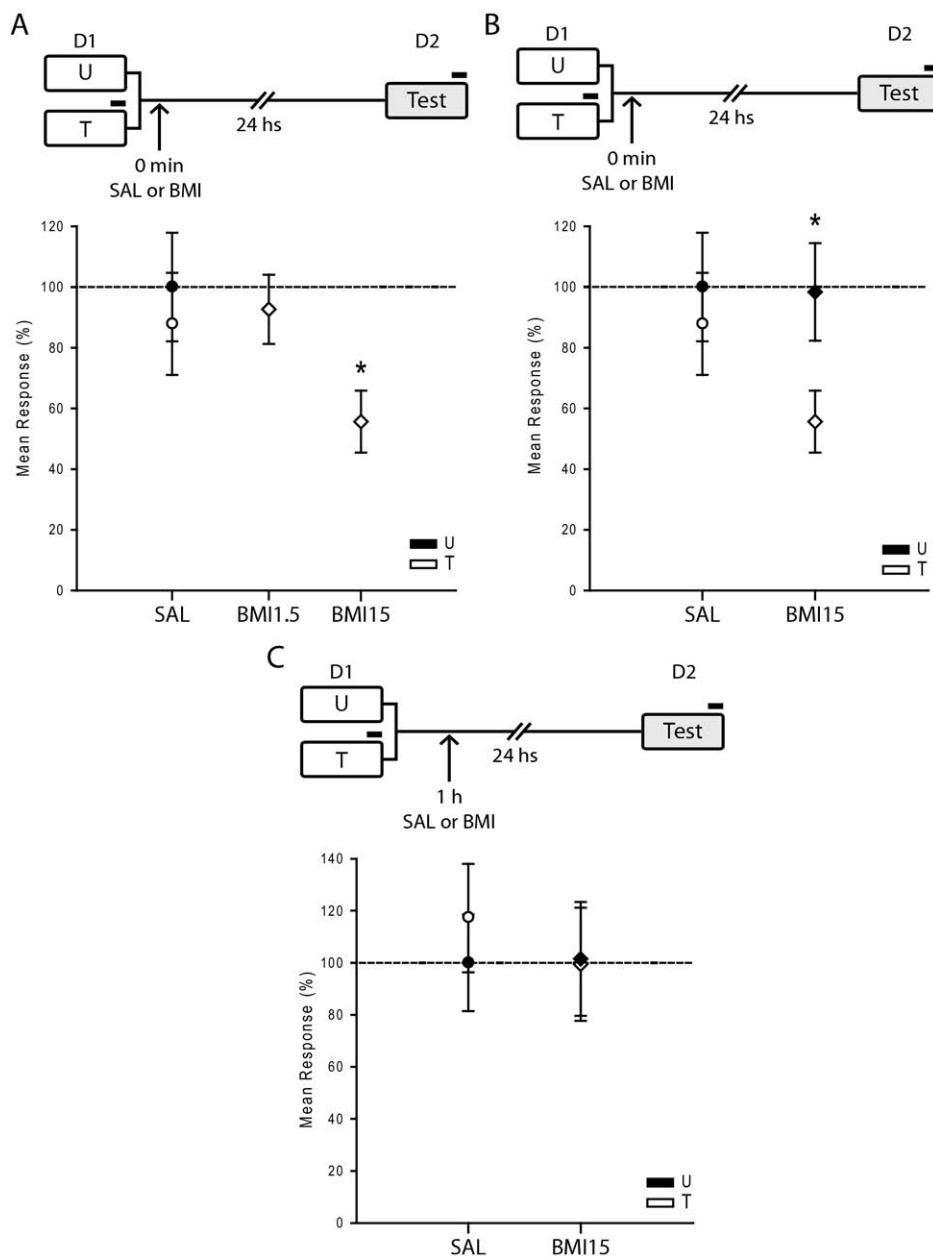 A
D1
D2
U
T
Test
24 hs
0 min
SAL or BMI
Mean Response (%)
120
100
80
60
40
20
0
*
U
T
SAL BMI1.5 BMI15
B
D1
D2
U
T
Test
24 hs
0 min
SAL or BMI
Mean Response (%)
120
100
80
60
40
20
0
*
U
T
SAL BMI15
C
D1
D2
U
T
Test
24 hs
1 h
SAL or BMI
Mean Response (%)
140
120
100
80
60
40
20
0
U
T
SAL BMI15